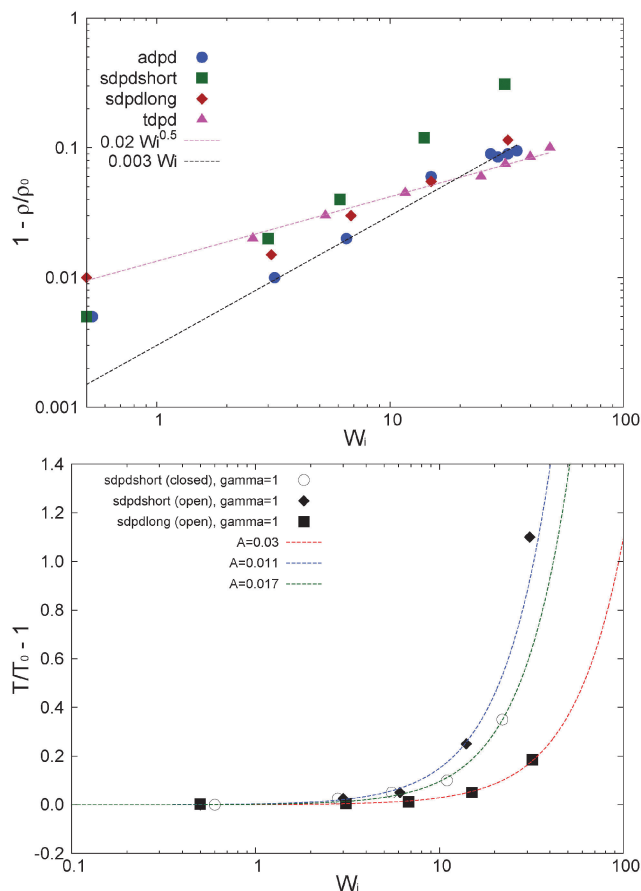 1
adpd
sdpdshort
sdpdlong
tdpd
0.02 Wi^0.5
0.003 Wi
0.1
1 - ρ/ρ₀
0.01
0.001
1 10 100
Wᵢ
1.4
sdpdshort (closed), gamma=1
sdpdshort (open), gamma=1
1.2
sdpdlong (open), gamma=1
A=0.03
1.0
A=0.011
A=0.017
0.8
T/T₀ - 1
0.6
0.4
0.2
0.0
-0.2
0.1 1 10 100
Wᵢ